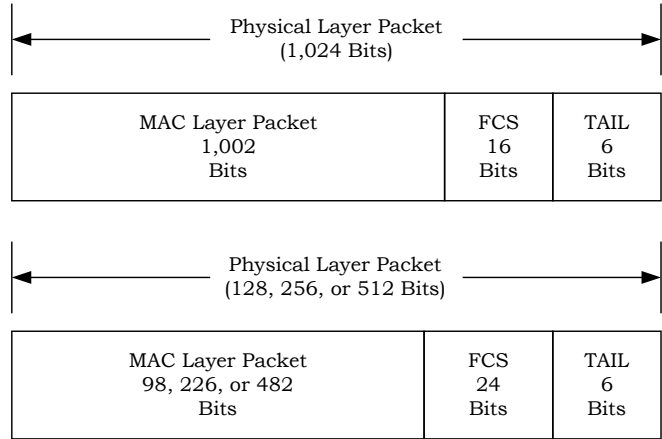 Physical Layer Packet
(1,024 Bits)
MAC Layer Packet
1,002
Bits
FCS
16
Bits
TAIL
6
Bits
Physical Layer Packet
(128, 256, or 512 Bits)
MAC Layer Packet
98, 226, or 482
Bits
FCS
24
Bits
TAIL
6
Bits